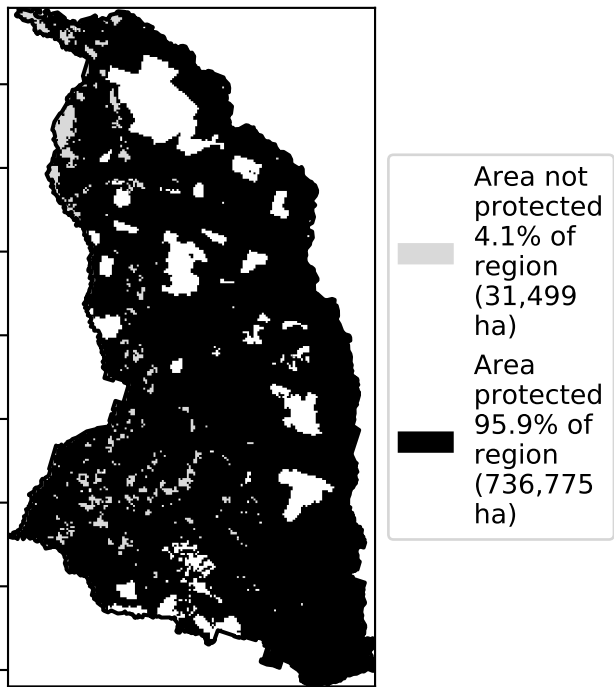 Area not
protected
4.1% of
region
(31,499
ha)
Area
protected
95.9% of
region
(736,775
ha)